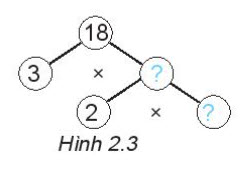 18
3 × ?
2 × ?
Hình 2.3